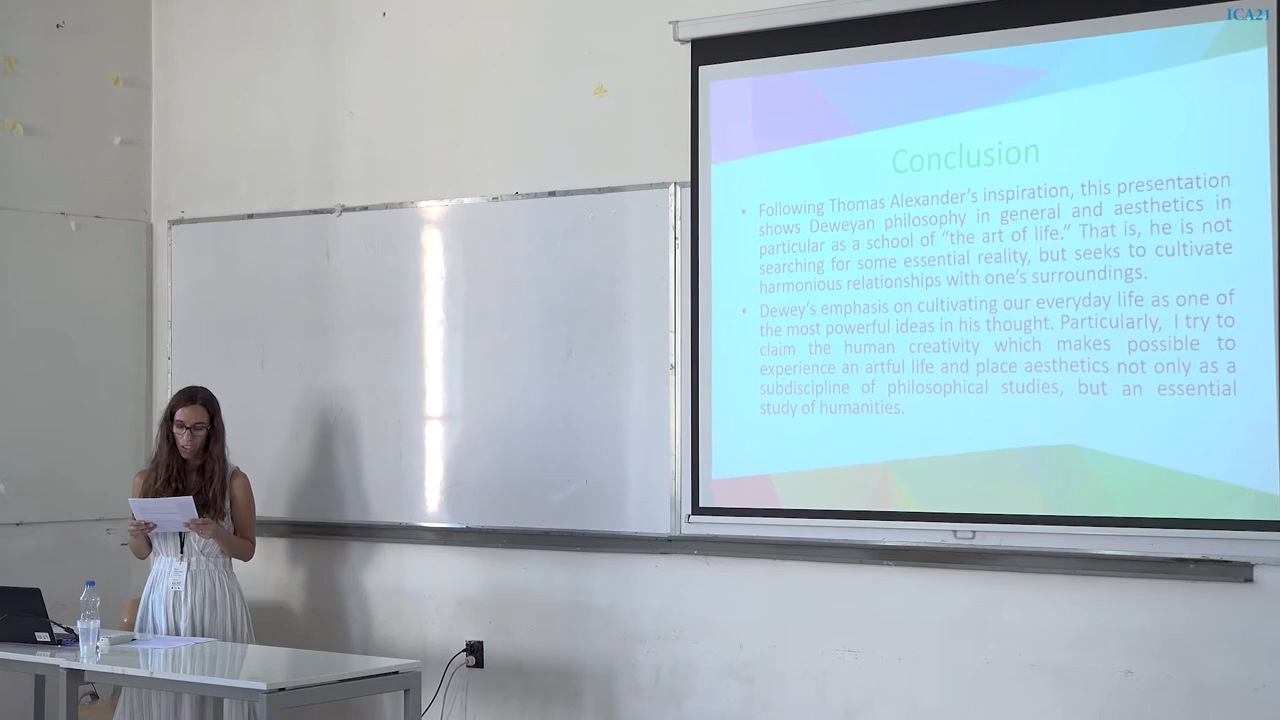 ICA21
Conclusion
• Following Thomas Alexander's inspiration, this presentation
shows Deweyan philosophy in general and aesthetics in
particular as a school of "the art of life." That is, he is not
searching for some essential reality, but seeks to cultivate
harmonious relationships with one's surroundings.
• Dewey's emphasis on cultivating our everyday life as one of
the most powerful ideas in his thought. Particularly, I try to
claim the human creativity which makes possible to
experience an artful life and place aesthetics not only as a
subdiscipline of philosophical studies, but an essential
study of humanities.